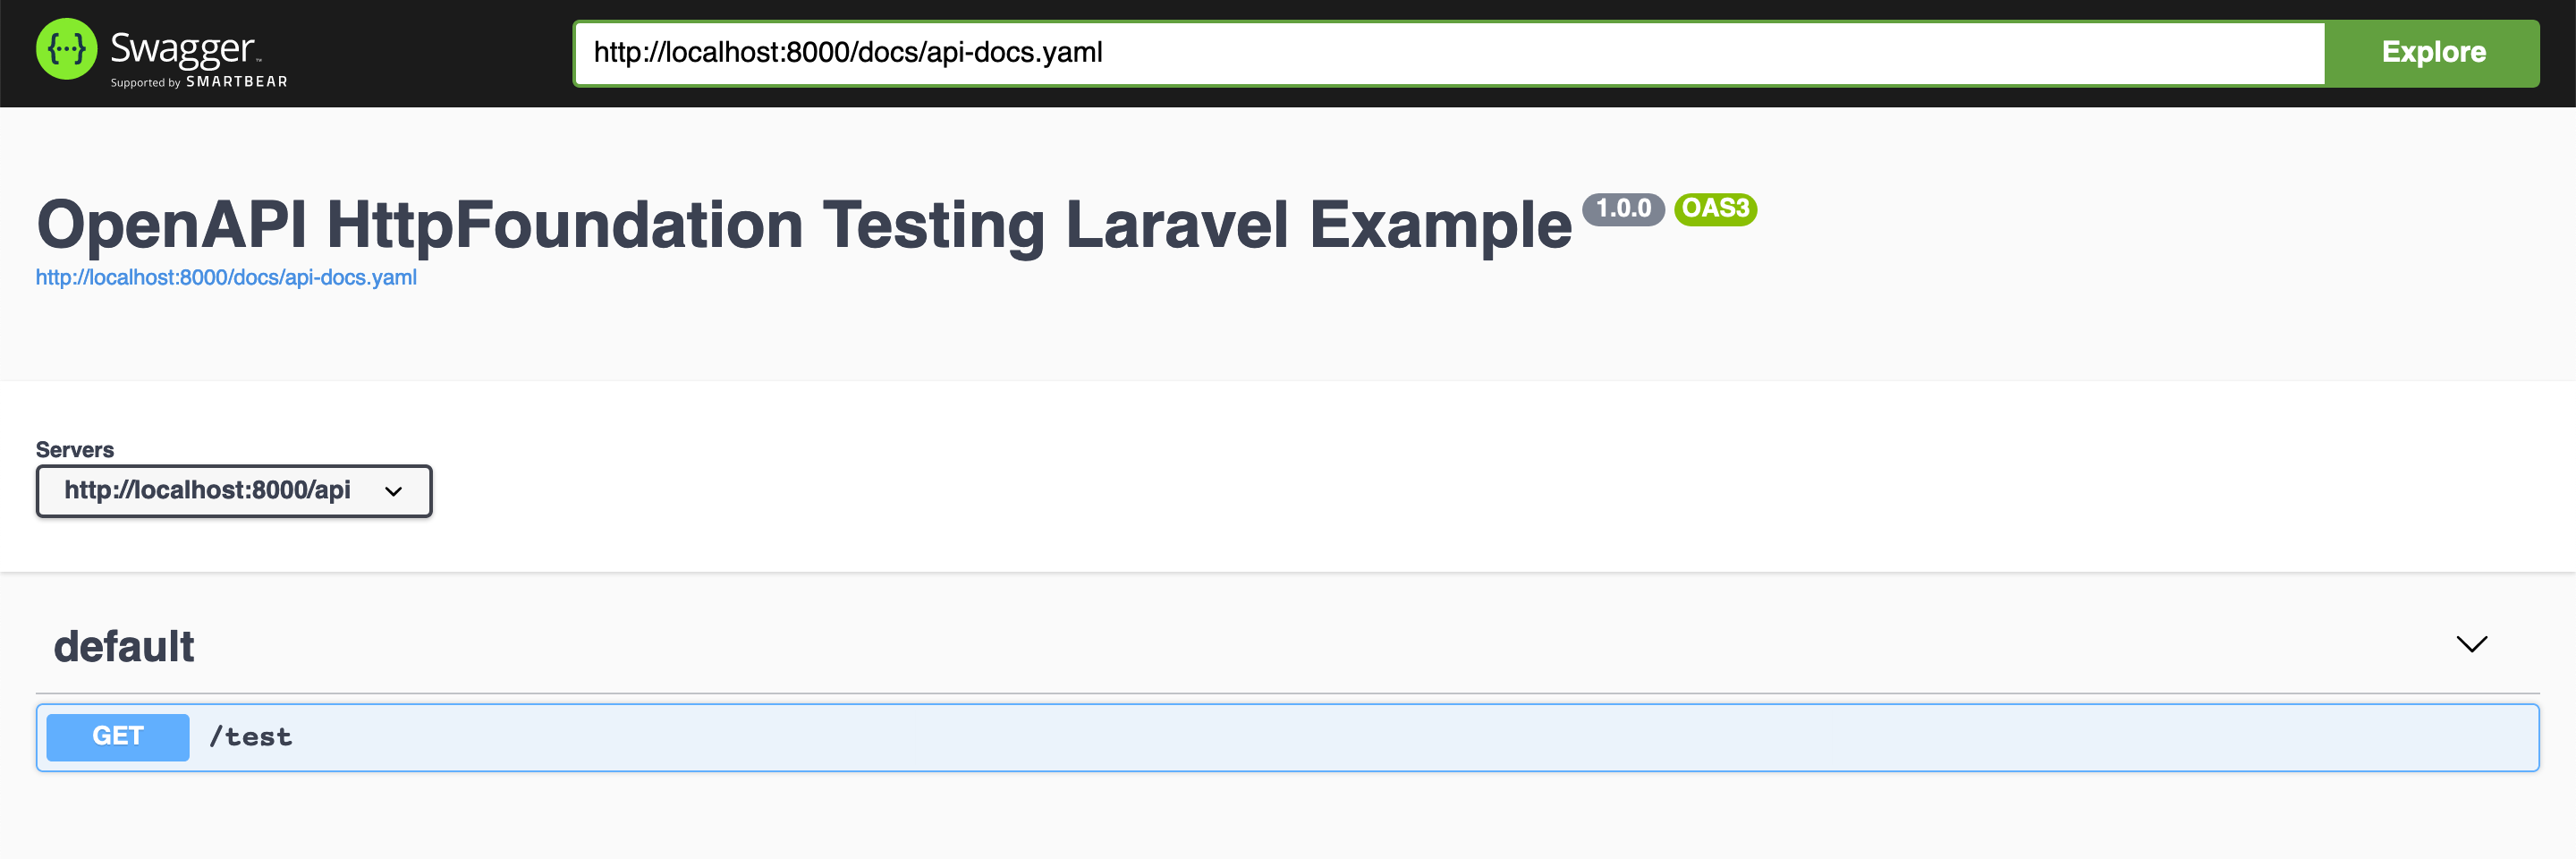 {···} Swagger™
Supported by SMARTBEAR
http://localhost:8000/docs/api-docs.yaml
Explore
OpenAPI HttpFoundation Testing Laravel Example 1.0.0 OAS3
http://localhost:8000/docs/api-docs.yaml
Servers
http://localhost:8000/api
default
GET /test